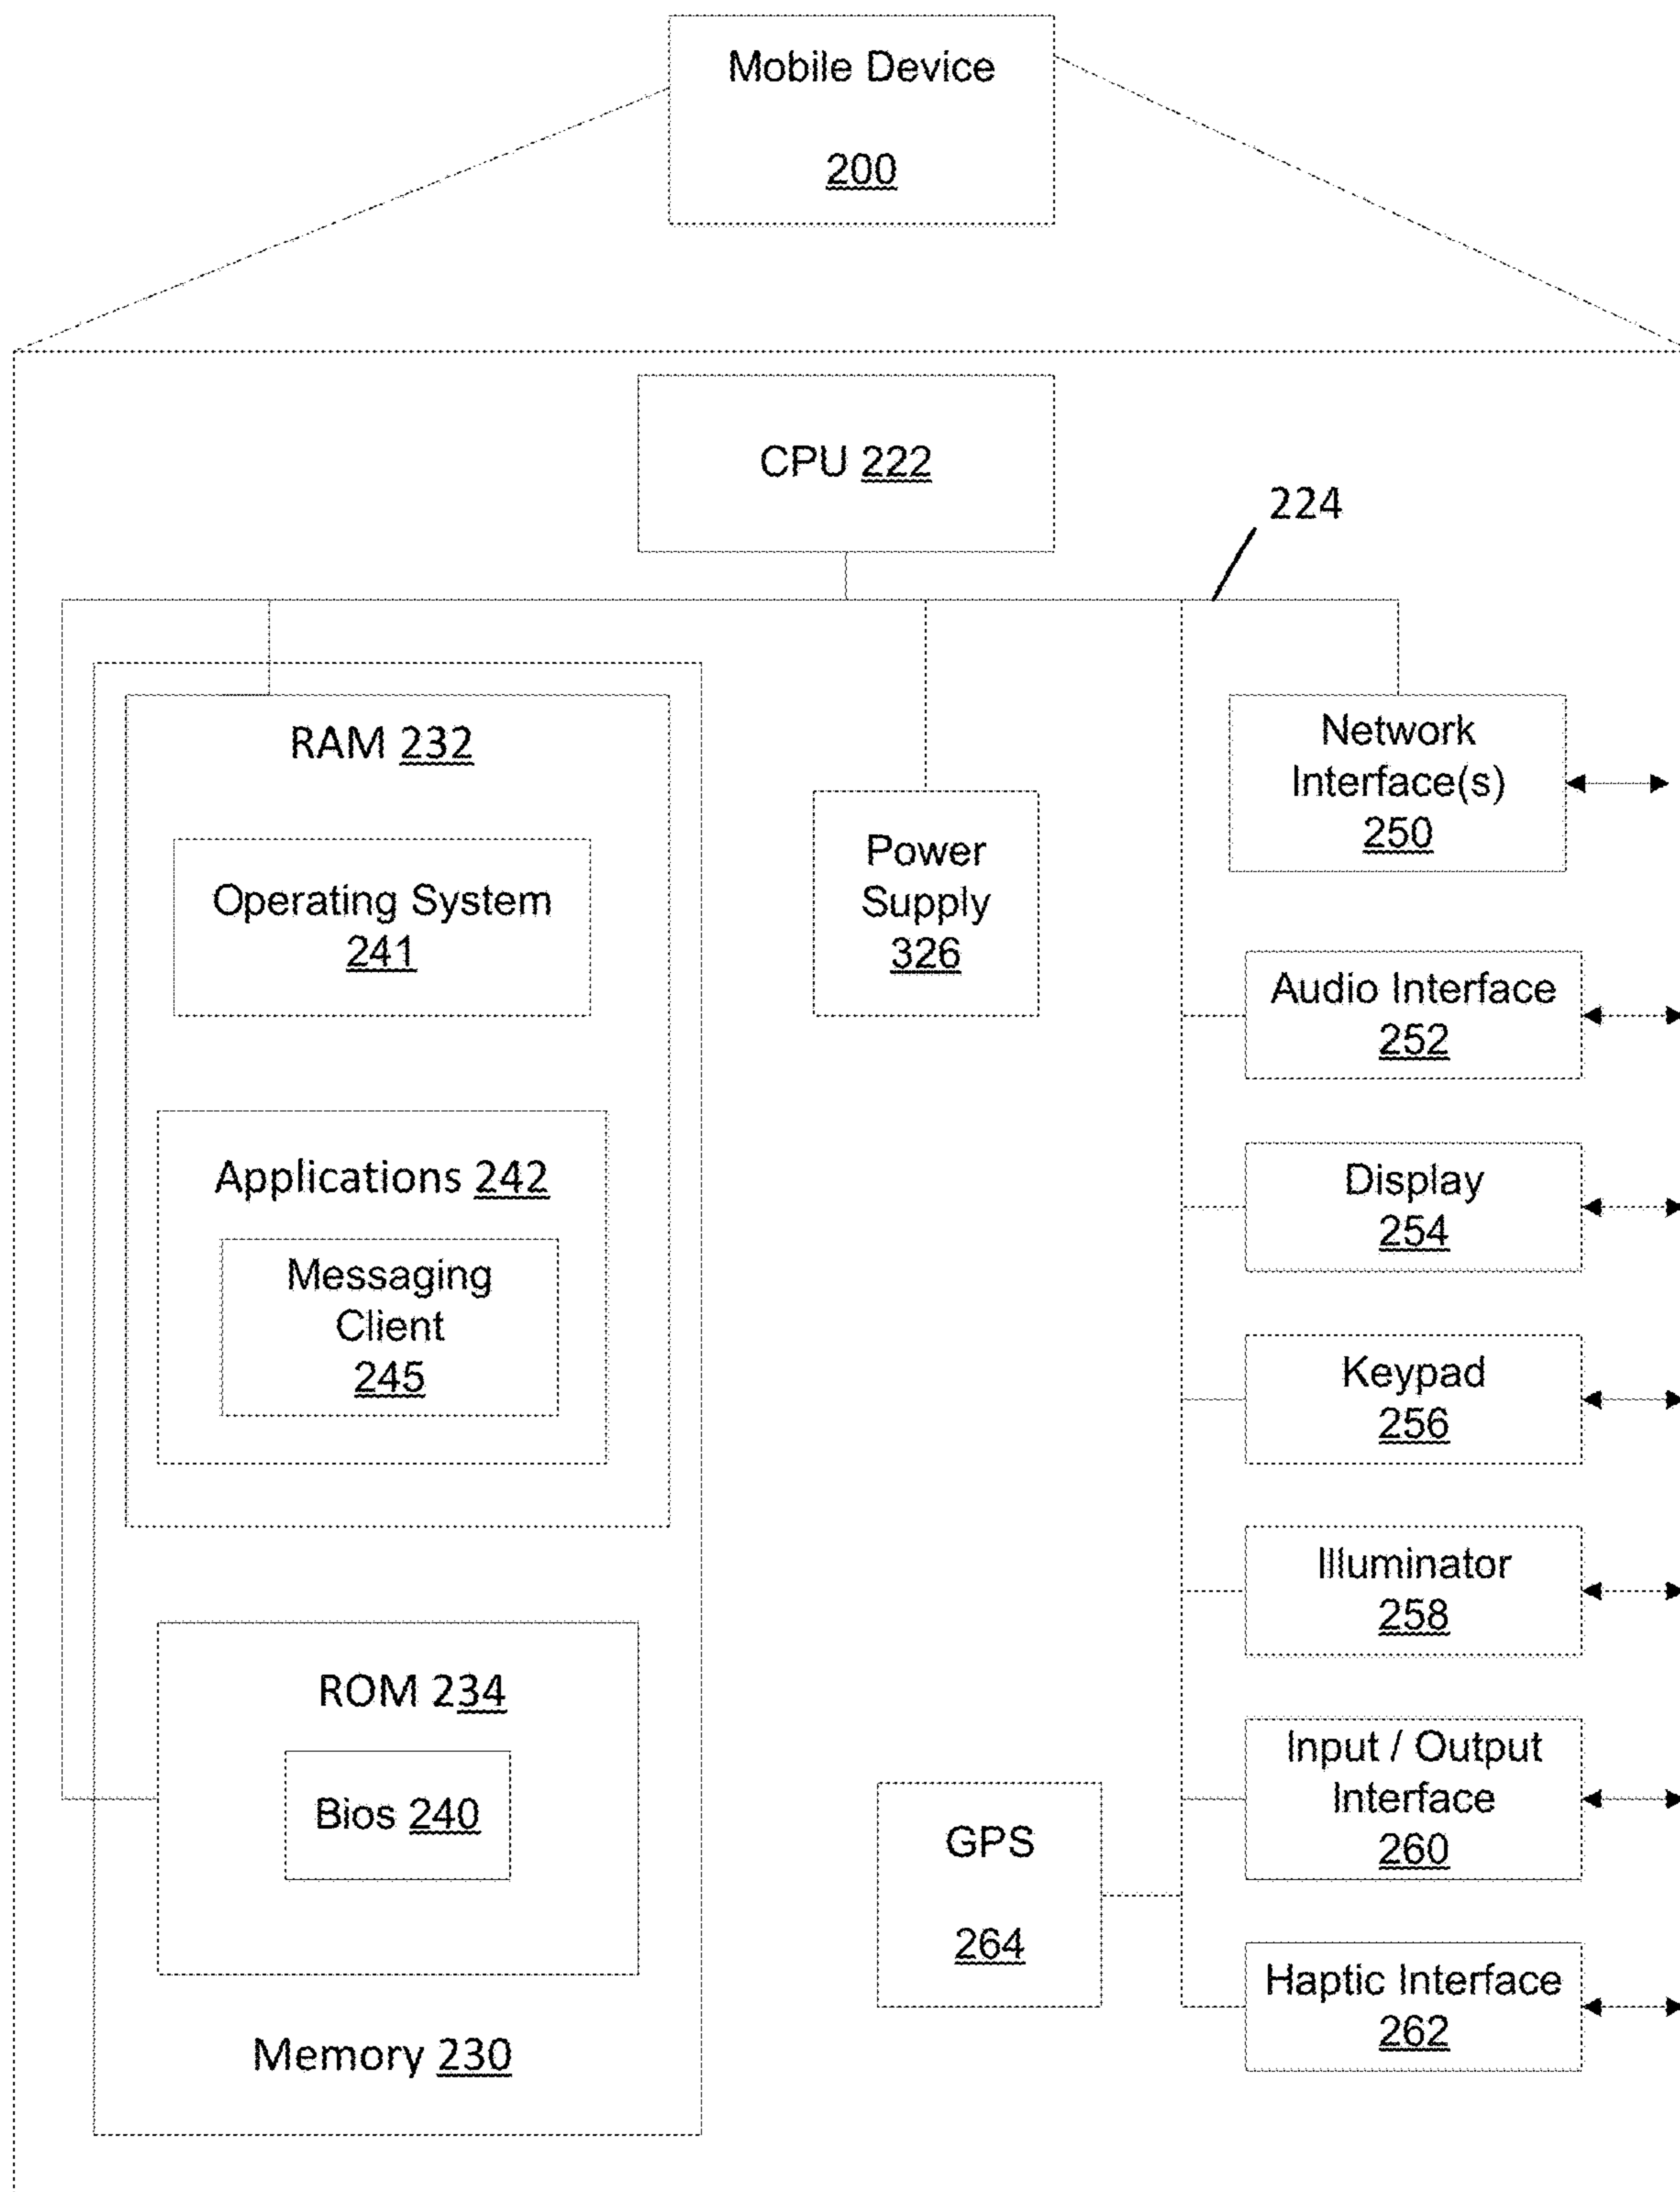 Mobile Device
200
CPU 222
224
RAM 232
Operating System
241
Applications 242
Messaging
Client
245
ROM 234
Bios 240
Memory 230
Power
Supply
326
GPS
264
Network
Interface(s)
250
Audio Interface
252
Display
254
Keypad
256
Illuminator
258
Input / Output
Interface
260
Haptic Interface
262